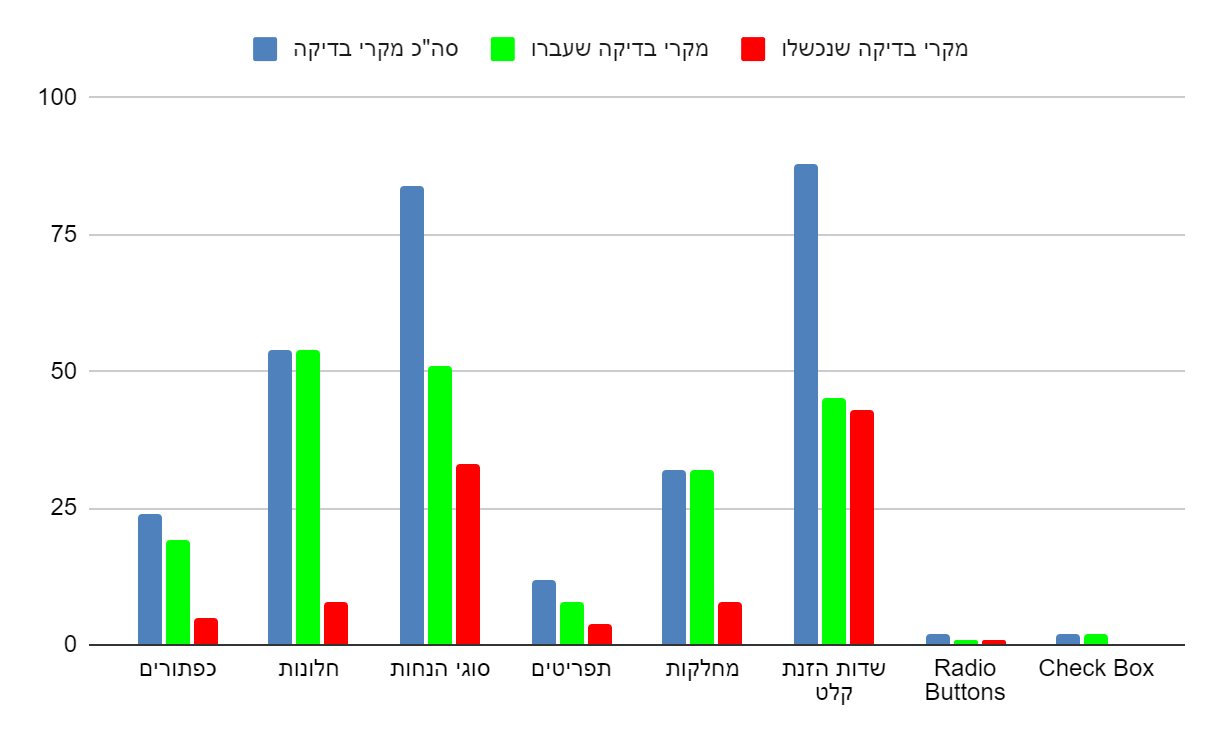 סה"כ מקרי בדיקה
מקרי בדיקה שעברו
מקרי בדיקה שנכשלו
100
75
50
25
0
כפתורים
חלונות
סוגי הנחות
תפריטים
מחלקות
שדות הזנת
קלט
Radio
Buttons
Check Box